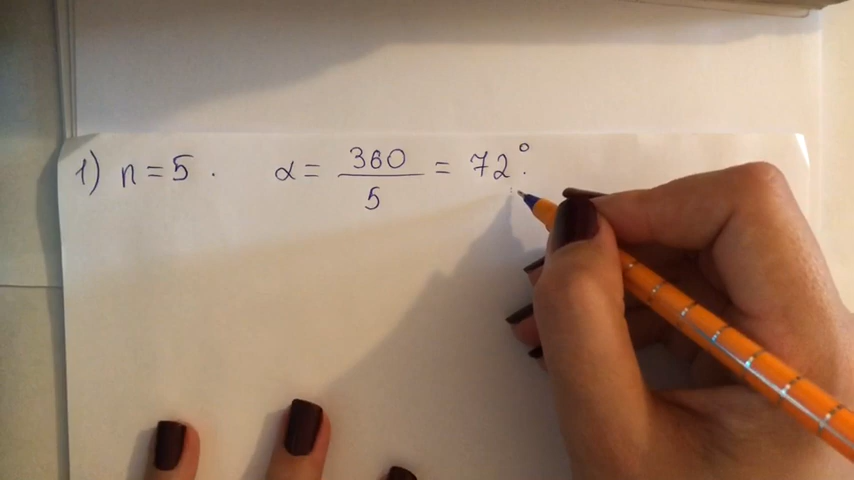 1) n = 5 . α = 360/5 = 72°.